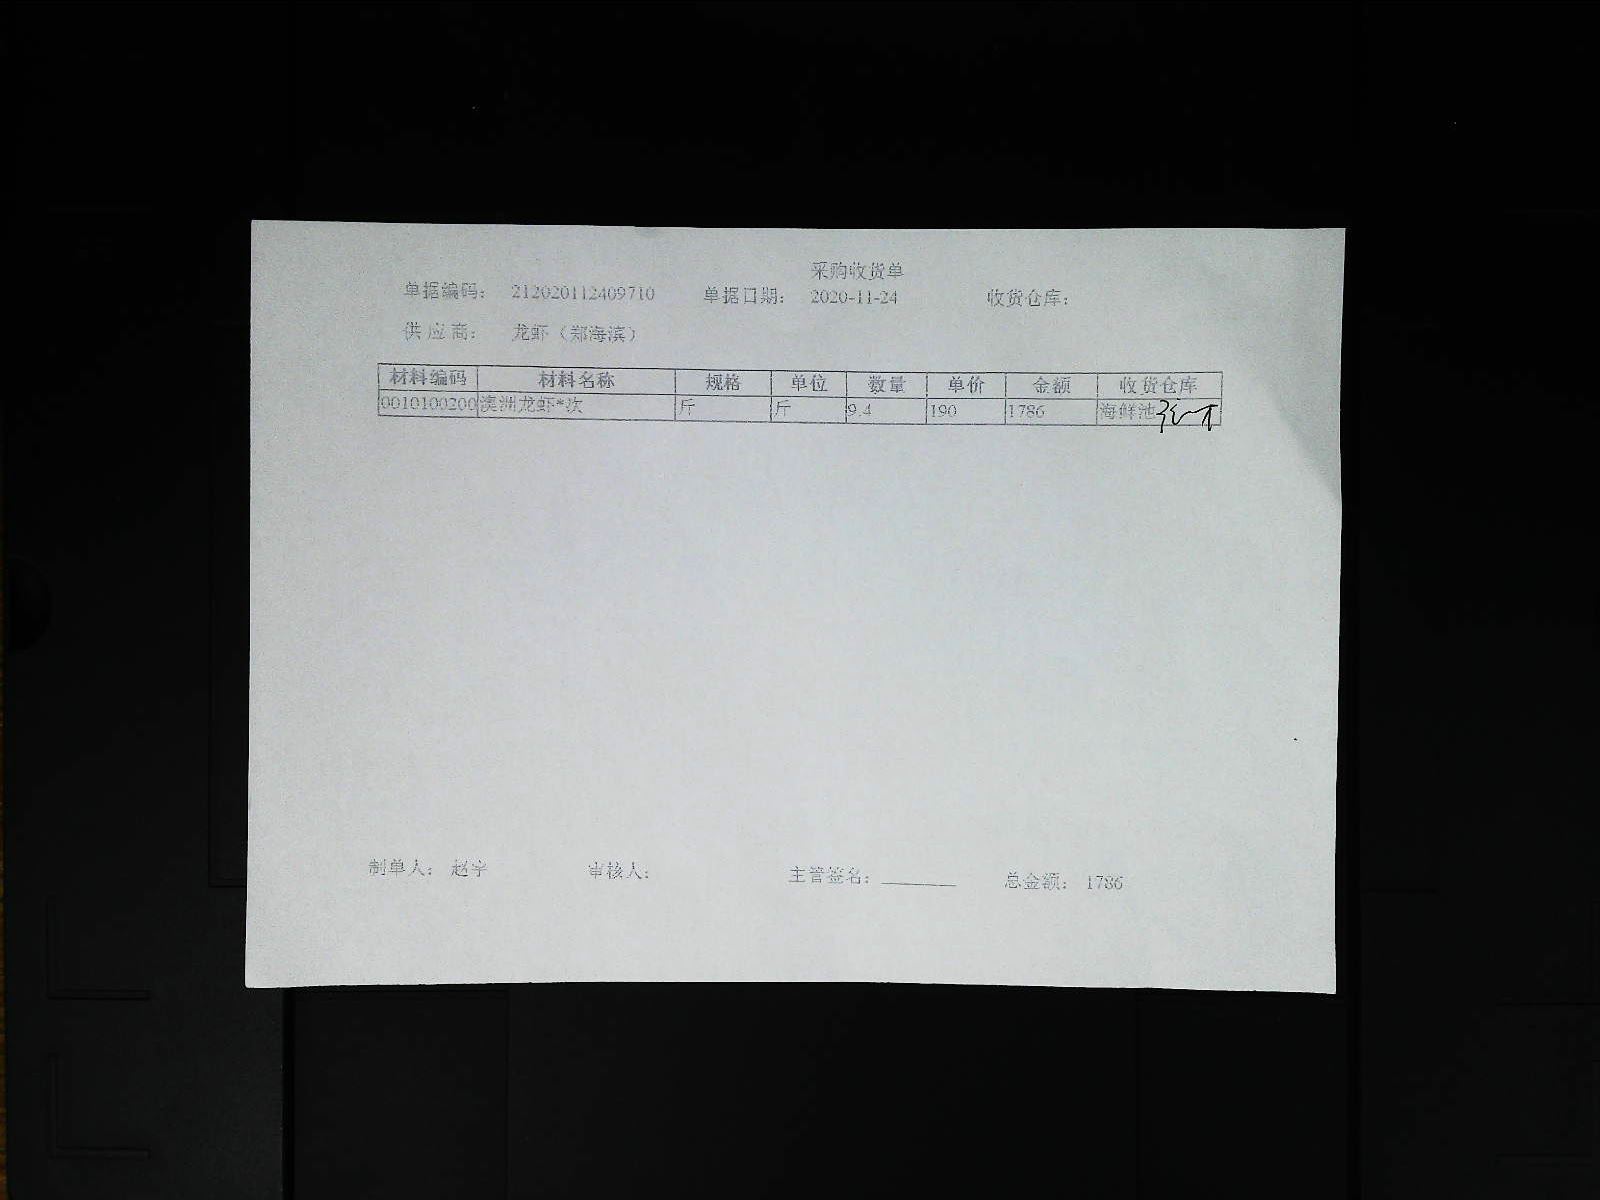 采购收货单
单据编码： 212020112409710 单据日期： 2020-11-24 收货仓库：
供 应 商： 龙虾（郑海滨）
材料编码 材料名称 规格 单位 数量 单价 金额 收货仓库
0010100200 澳洲龙虾* 斤 斤 9.4 190 1786 海鲜池
制单人： 赵宇 审核人： 主管签名： 总金额： 1786